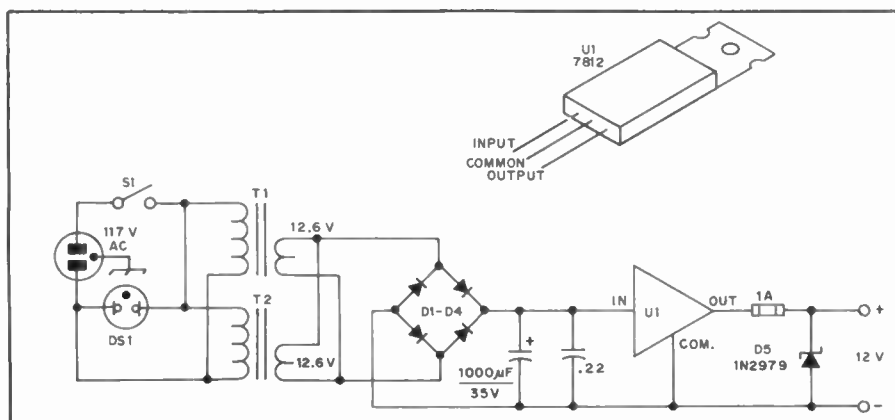 U1
7812
INPUT
COMMON
OUTPUT
S1
T1
117 V
AC
12.6 V
DS1
T2
12.6 V
D1-D4
1000µF
35V
.22
IN
U1
OUT
COM.
1A
D5
1N2979
+
+
12 V
-